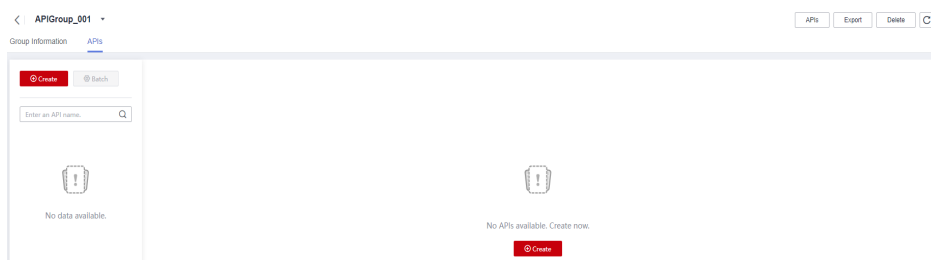 APIGroup_001
APIs Export Delete
Group Information APIs
Create Batch
Enter an API name.
No data available.
No APIs available. Create now.
Create